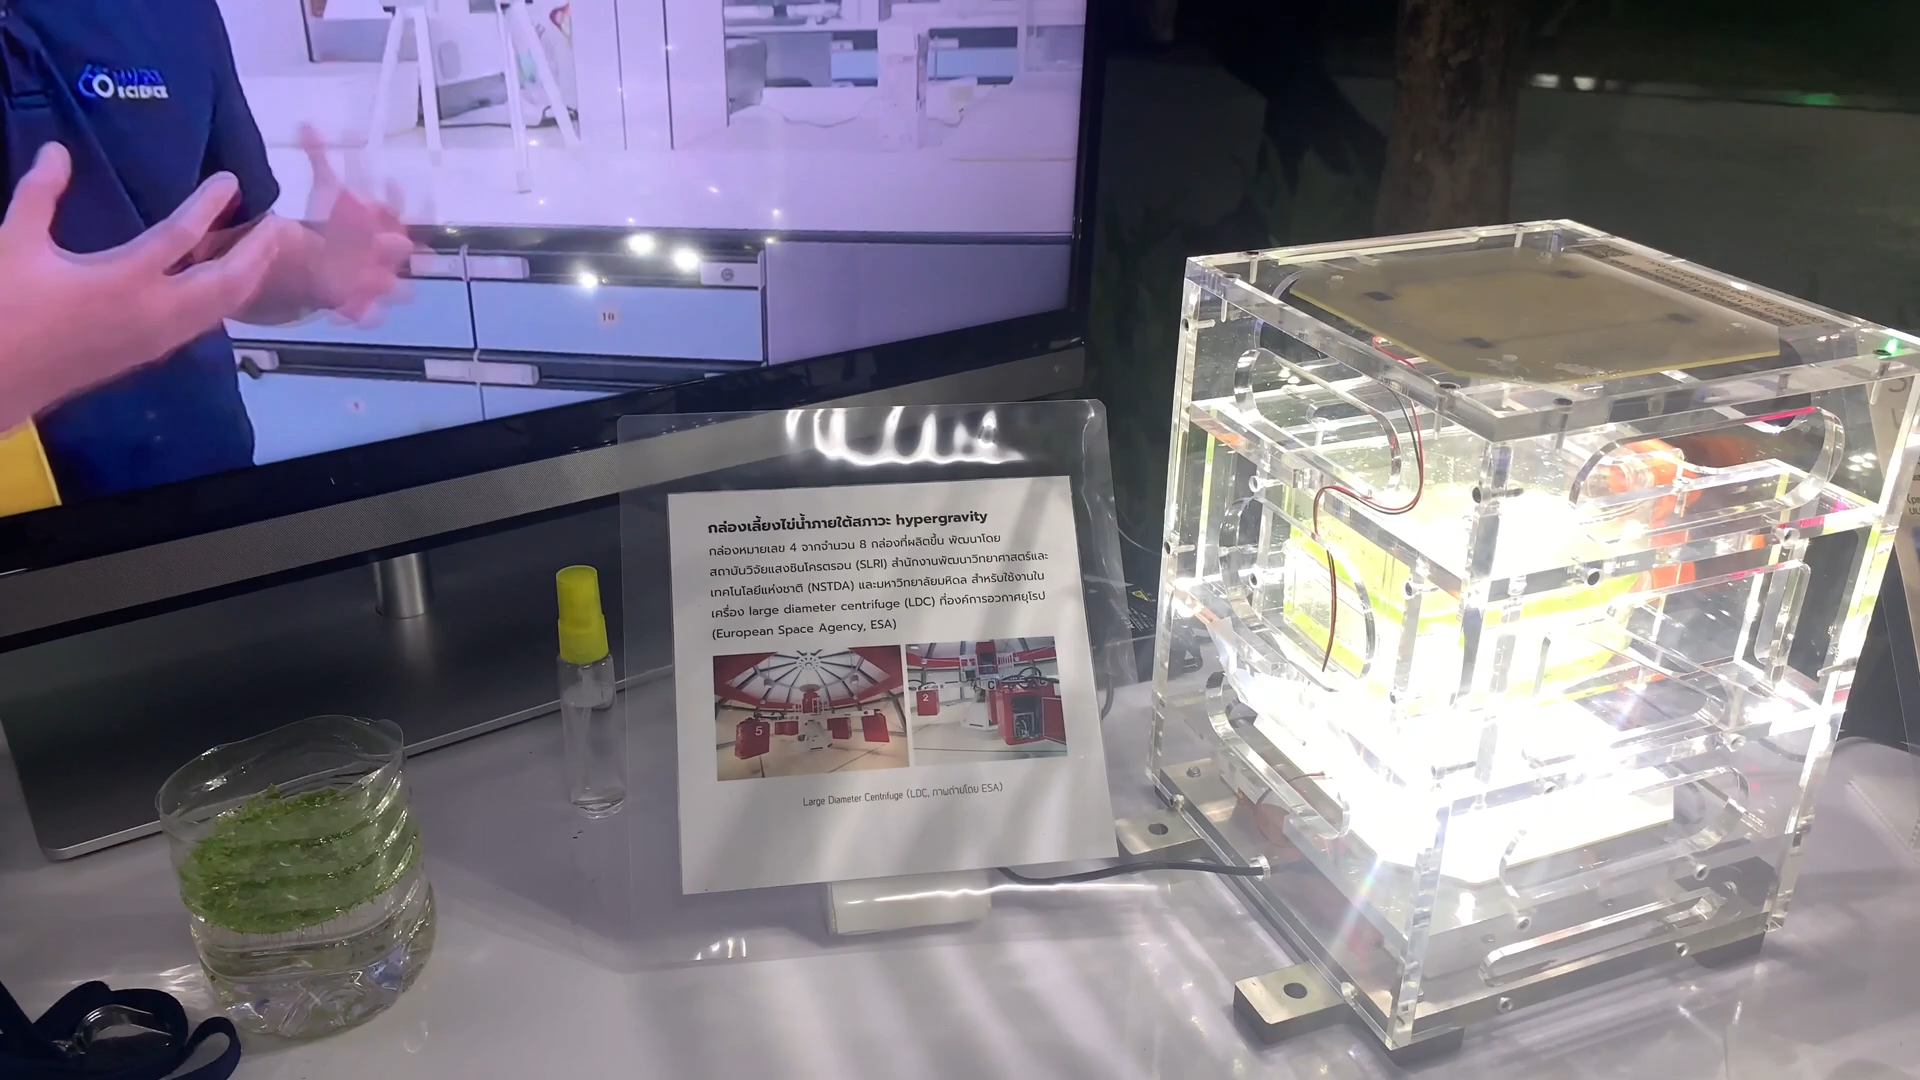 SCIENCE
10
กล่องเลี้ยงไข่น้ำภายใต้สภาวะ hypergravity
กล่องหมายเลข 4 จากจำนวน 8 กล่องที่ผลิตขึ้น พัฒนาโดย
สถาบันวิจัยแสงซินโครตรอน (SLRI) สำนักงานพัฒนาวิทยาศาสตร์และ
เทคโนโลยีแห่งชาติ (NSTDA) และมหาวิทยาลัยมหิดล สำหรับใช้งานใน
เครื่อง large diameter centrifuge (LDC) ที่องค์การอวกาศยุโรป
(European Space Agency, ESA)
5
2
Large Diameter Centrifuge (LDC, ภาพถ่ายโดย ESA)